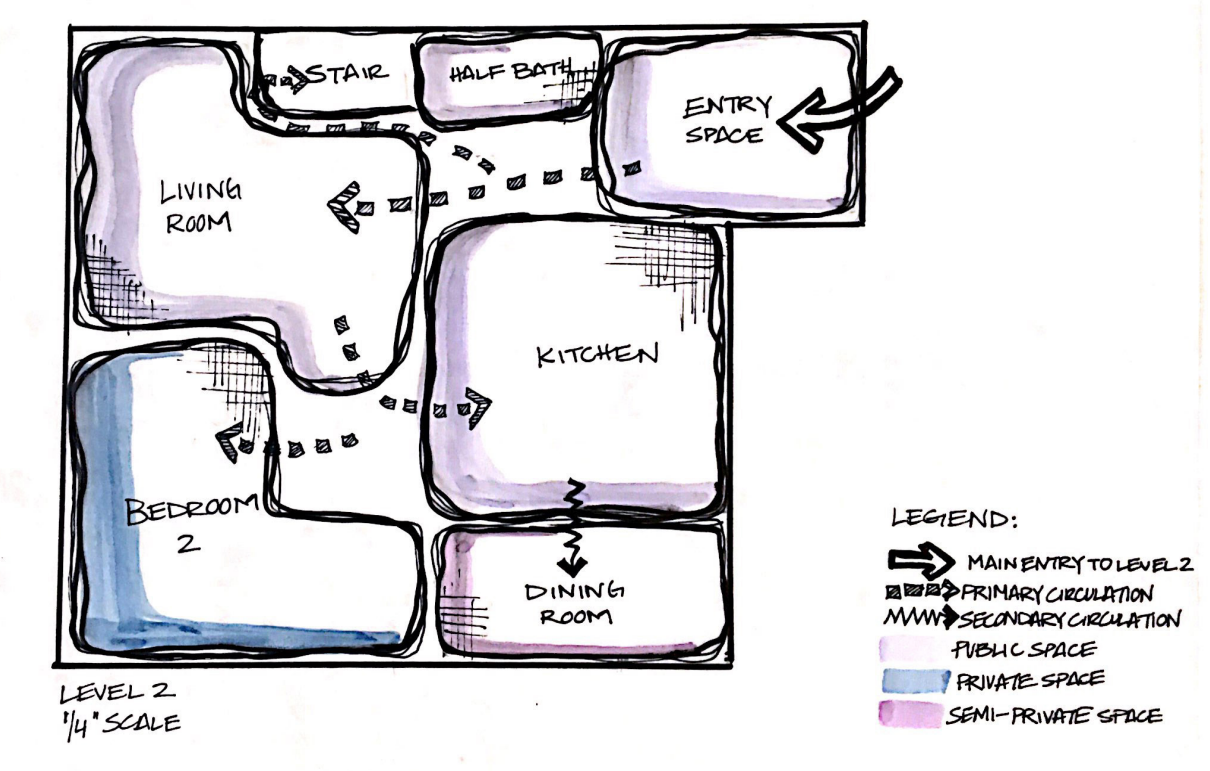 STAIR
HALF BATH
ENTRY
SPACE
LIVING
ROOM
KITCHEN
BEDROOM
2
DINING
ROOM
LEGEND:
MAIN ENTRY TO LEVEL 2
PRIMARY CIRCULATION
SECONDARY CIRCULATION
PUBLIC SPACE
PRIVATE SPACE
SEMI-PRIVATE SPACE
LEVEL 2
1/4" SCALE